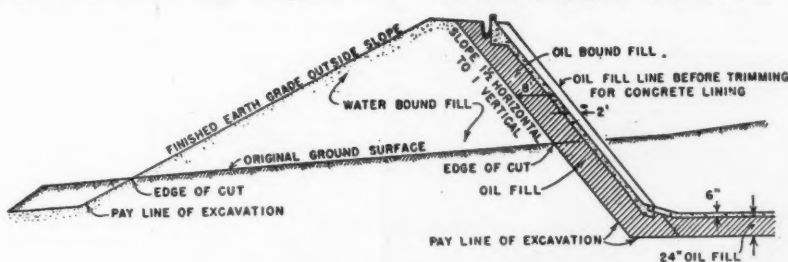 OIL BOUND FILL.
OIL FILL LINE BEFORE TRIMMING
FOR CONCRETE LINING
FINISHED EARTH GRADE OUTSIDE SLOPE
SLOPE 1½ HORIZONTAL
TO 1 VERTICAL
8'
2'
WATER BOUND FILL
ORIGINAL GROUND SURFACE
EDGE OF CUT
EDGE OF CUT
OIL FILL
PAY LINE OF EXCAVATION
6"
PAY LINE OF EXCAVATION
24" OIL FILL